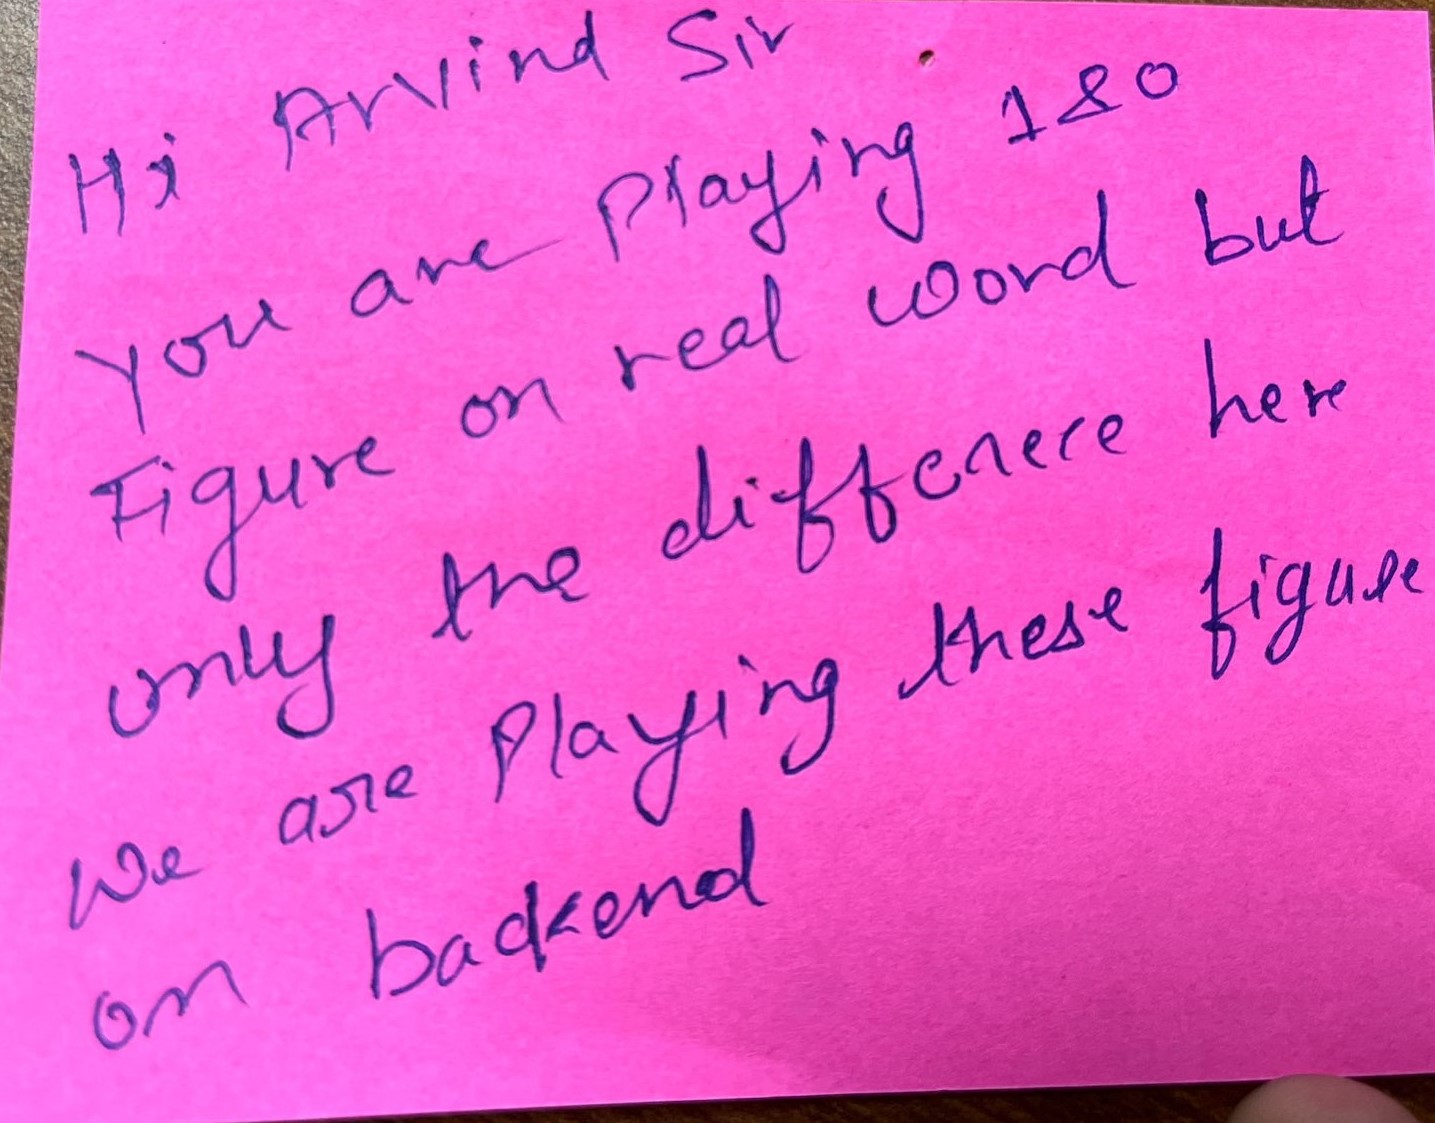 Hi Arvind Sir
You are Playing 180
Figure on real word but
only the differece here
We are Playing these figure
on backend